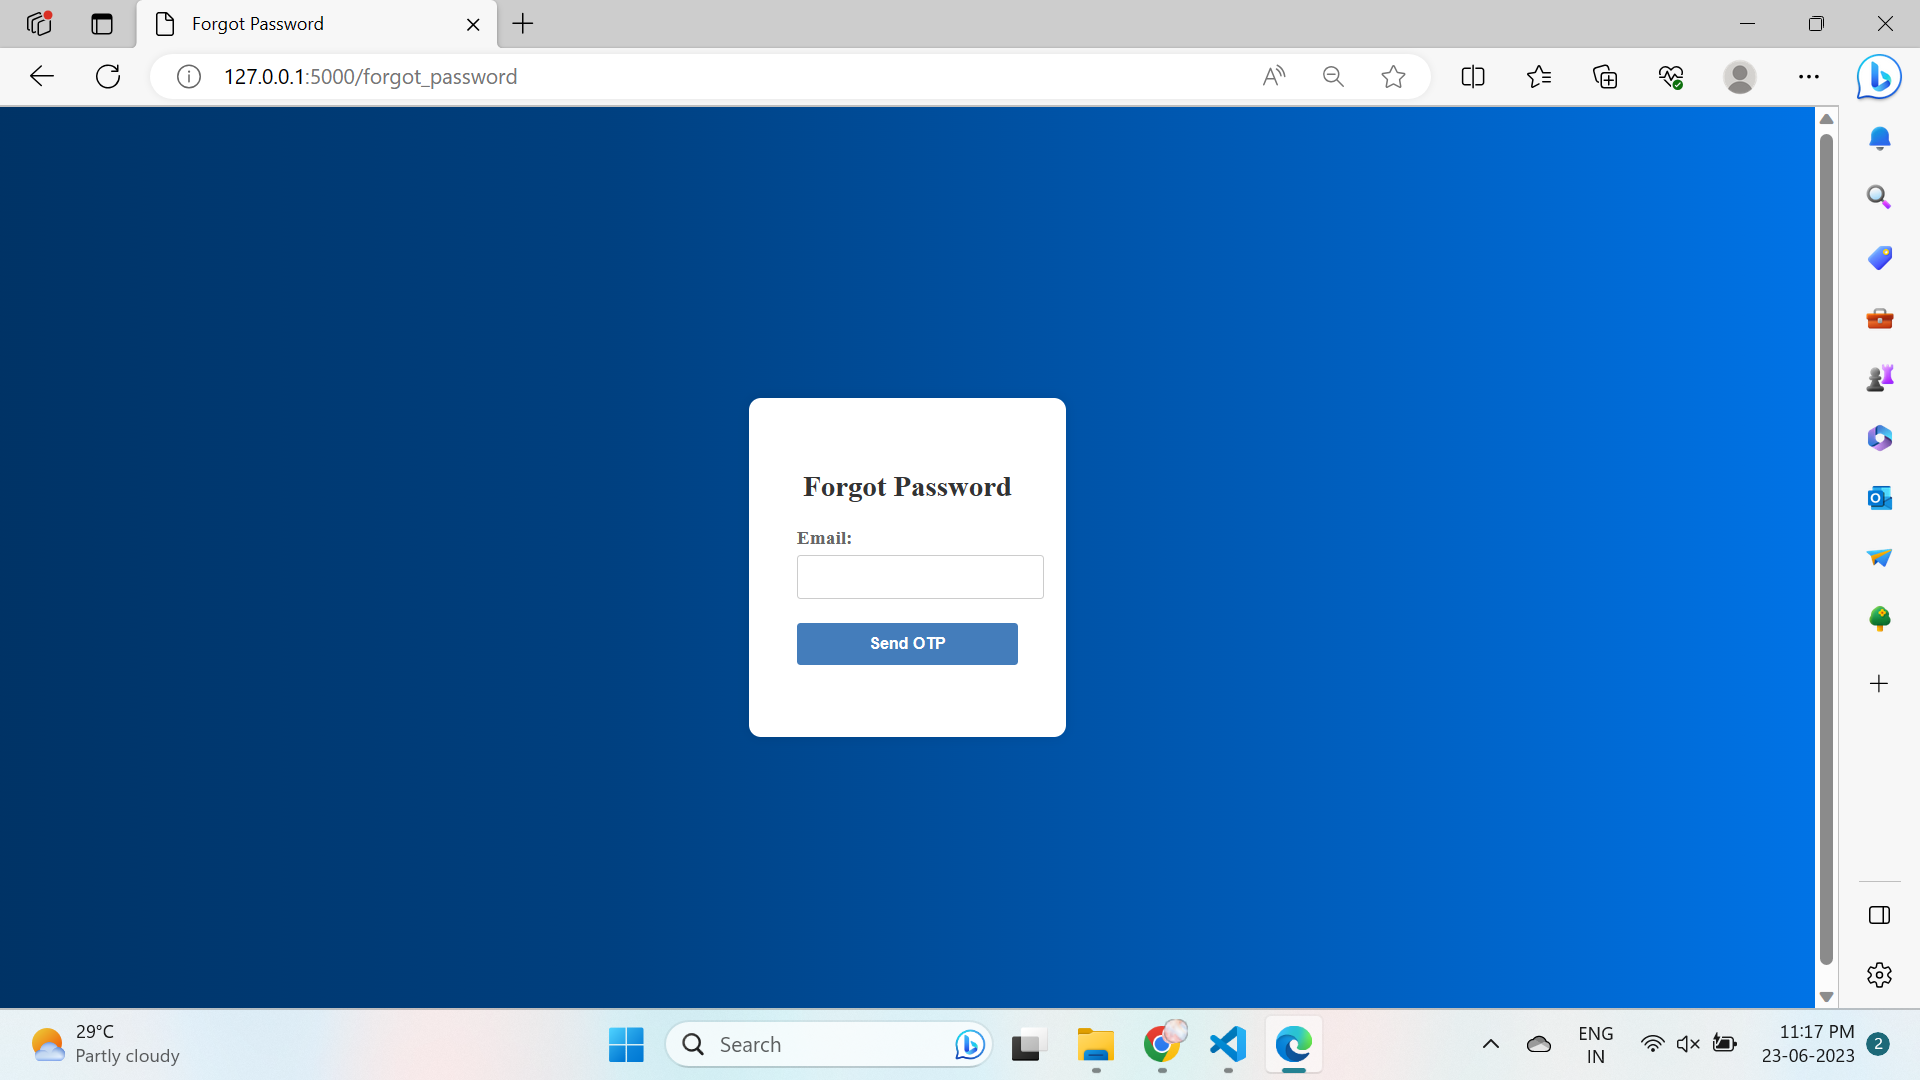 Forgot Password
127.0.0.1:5000/forgot_password
Forgot Password
Email:
Send OTP
29°C
Partly cloudy
Search
ENG
IN
11:17 PM
23-06-2023
2